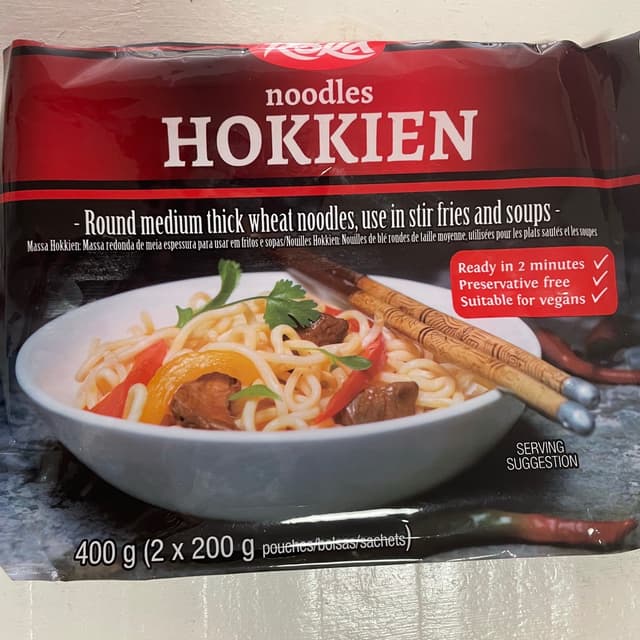 noodles
HOKKIEN
- Round medium thick wheat noodles, use in stir fries and soups -
Massa Hokkien: Massa redonda de meia espessura para usar em fritos e sopas/Nouilles Hokkien: Nouilles de blé rondes de taille moyenne, utilisées pour les plats sautés et les soupes
Ready in 2 minutes ✓
Preservative free ✓
Suitable for vegans ✓
SERVING
SUGGESTION
400 g (2 x 200 g pouches/bolsas/sachets)